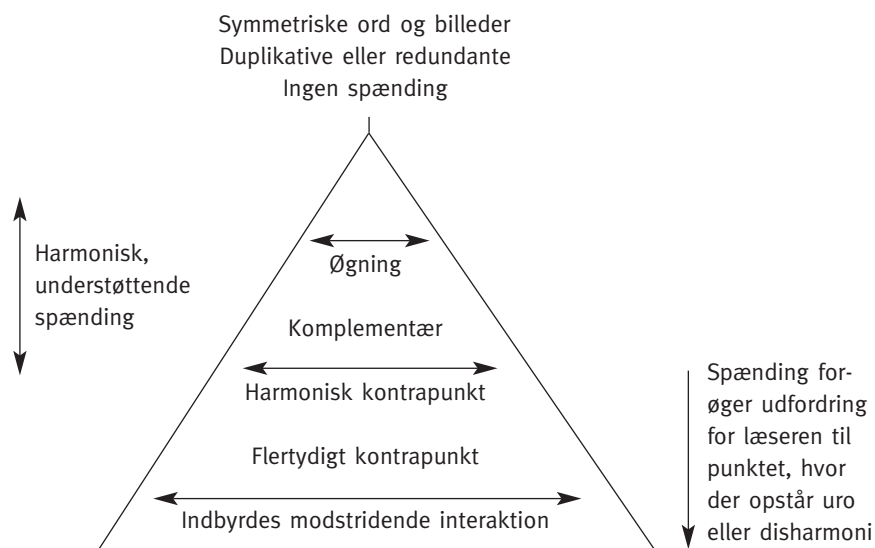 Symmetriske ord og billeder
Duplikative eller redundante
Ingen spænding
Harmonisk,
understøttende
spænding
Øgning
Komplementær
Harmonisk kontrapunkt
Flertydigt kontrapunkt
Indbyrdes modstridende interaktion
Spænding for-
øger udfordring
for læseren til
punktet, hvor
der opstår uro
eller disharmoni